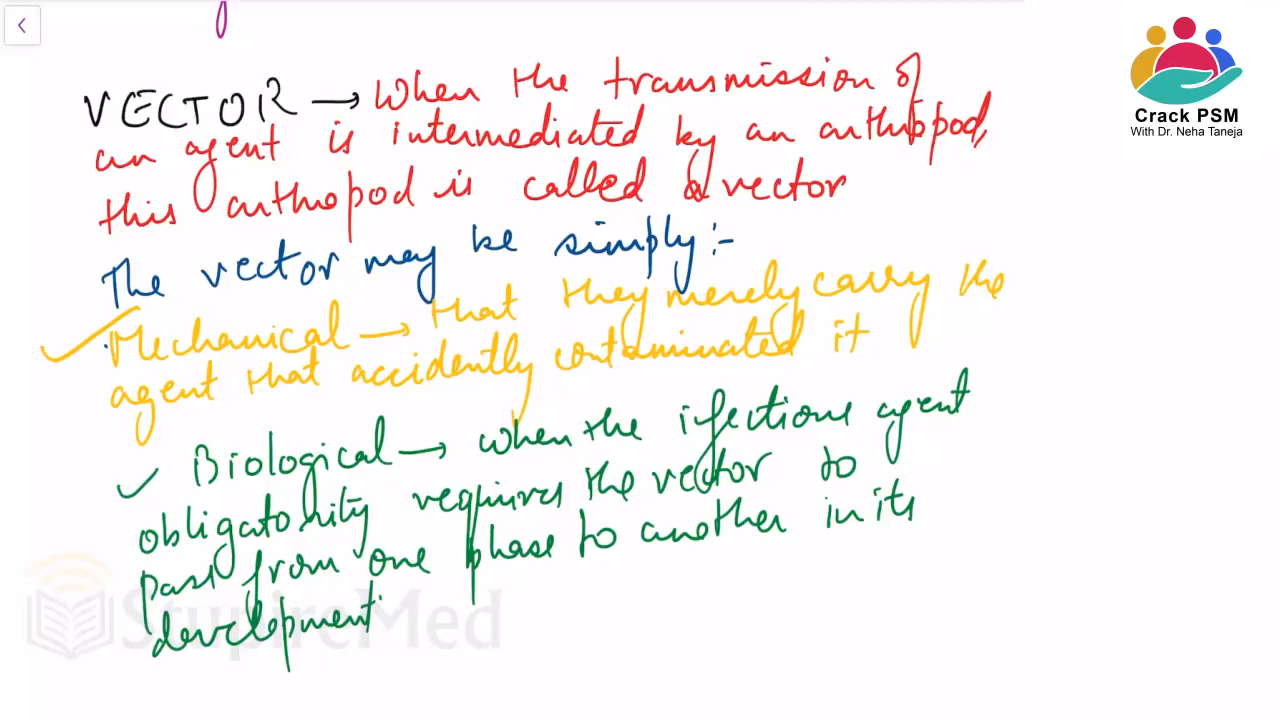 Crack PSM
With Dr. Neha Taneja
VECTOR → When the transmission of
an agent is intermediated by an arthropod,
this arthropod is called a vector
The vector may be simply :-
Mechanical → that they merely carry the
agent that accidently contaminated it
Biological → when the infectious agent
obligatority requires the vector to
pass from one phase to another in its
development
StupireMed